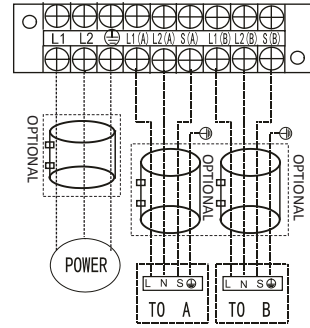 L1 L2 L1(A) L2(A) S(A) L1(B) L2(B) S(B)
OPTIONAL
OPTIONAL
OPTIONAL
POWER
L N S
L N S
TO A
TO B